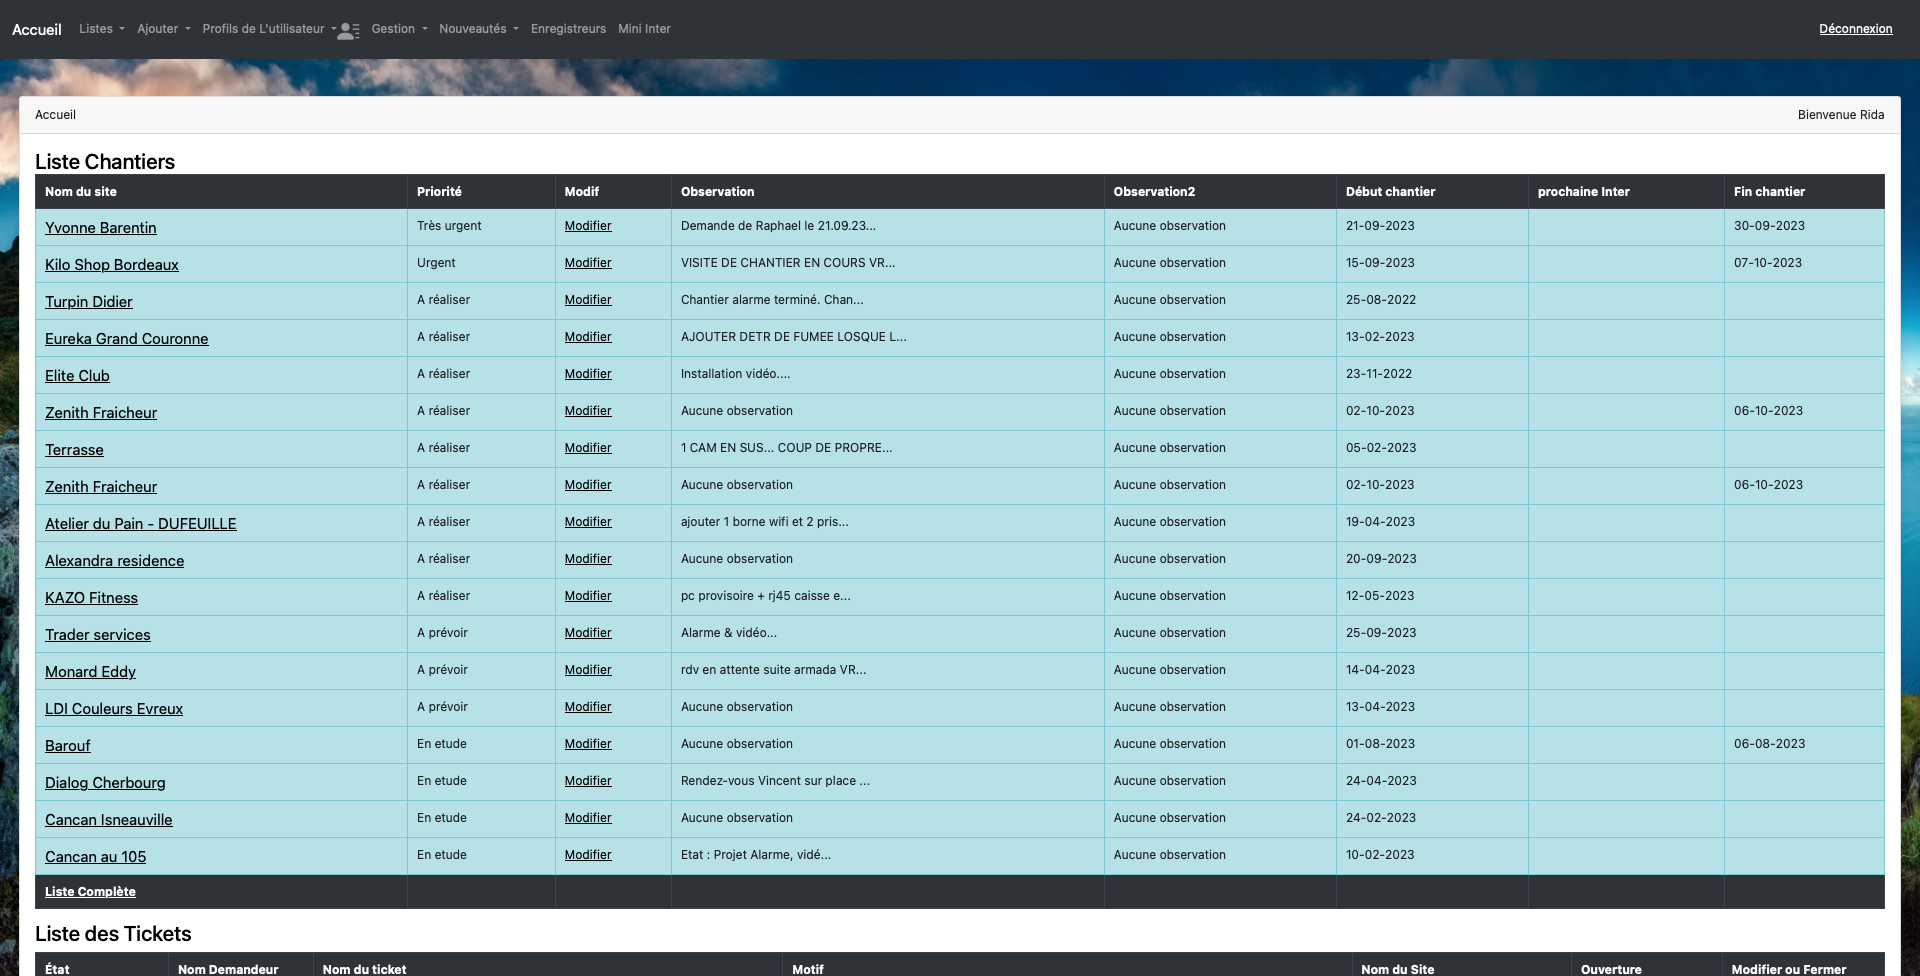 Accueil Listes Ajouter Profils de L'utilisateur Gestion Nouveautés Enregistreurs Mini Inter Déconnexion
Accueil Bienvenue Rida
Liste Chantiers
Nom du site Priorité Modif Observation Observation2 Début chantier prochaine Inter Fin chantier
Yvonne Barentin Très urgent Modifier Demande de Raphael le 21.09.23... Aucune observation 21-09-2023 30-09-2023
Kilo Shop Bordeaux Urgent Modifier VISITE DE CHANTIER EN COURS VR... Aucune observation 15-09-2023 07-10-2023
Turpin Didier A réaliser Modifier Chantier alarme terminé. Chan... Aucune observation 25-08-2022
Eureka Grand Couronne A réaliser Modifier AJOUTER DETR DE FUMEE LOSQUE L... Aucune observation 13-02-2023
Elite Club A réaliser Modifier Installation vidéo.... Aucune observation 23-11-2022
Zenith Fraicheur A réaliser Modifier Aucune observation Aucune observation 02-10-2023 06-10-2023
Terrasse A réaliser Modifier 1 CAM EN SUS... COUP DE PROPRE... Aucune observation 05-02-2023
Zenith Fraicheur A réaliser Modifier Aucune observation Aucune observation 02-10-2023 06-10-2023
Atelier du Pain - DUFEUILLE A réaliser Modifier ajouter 1 borne wifi et 2 pris... Aucune observation 19-04-2023
Alexandra residence A réaliser Modifier Aucune observation Aucune observation 20-09-2023
KAZO Fitness A réaliser Modifier pc provisoire + rj45 caisse e... Aucune observation 12-05-2023
Trader services A prévoir Modifier Alarme & vidéo... Aucune observation 25-09-2023
Monard Eddy A prévoir Modifier rdv en attente suite armada VR... Aucune observation 14-04-2023
LDI Couleurs Evreux A prévoir Modifier Aucune observation Aucune observation 13-04-2023
Barouf En etude Modifier Aucune observation Aucune observation 01-08-2023 06-08-2023
Dialog Cherbourg En etude Modifier Rendez-vous Vincent sur place ... Aucune observation 24-04-2023
Cancan Isneauville En etude Modifier Aucune observation Aucune observation 24-02-2023
Cancan au 105 En etude Modifier Etat : Projet Alarme, vidé... Aucune observation 10-02-2023
Liste Complète
Liste des Tickets
État Nom Demandeur Nom du ticket Motif Nom du Site Ouverture Modifier ou Fermer